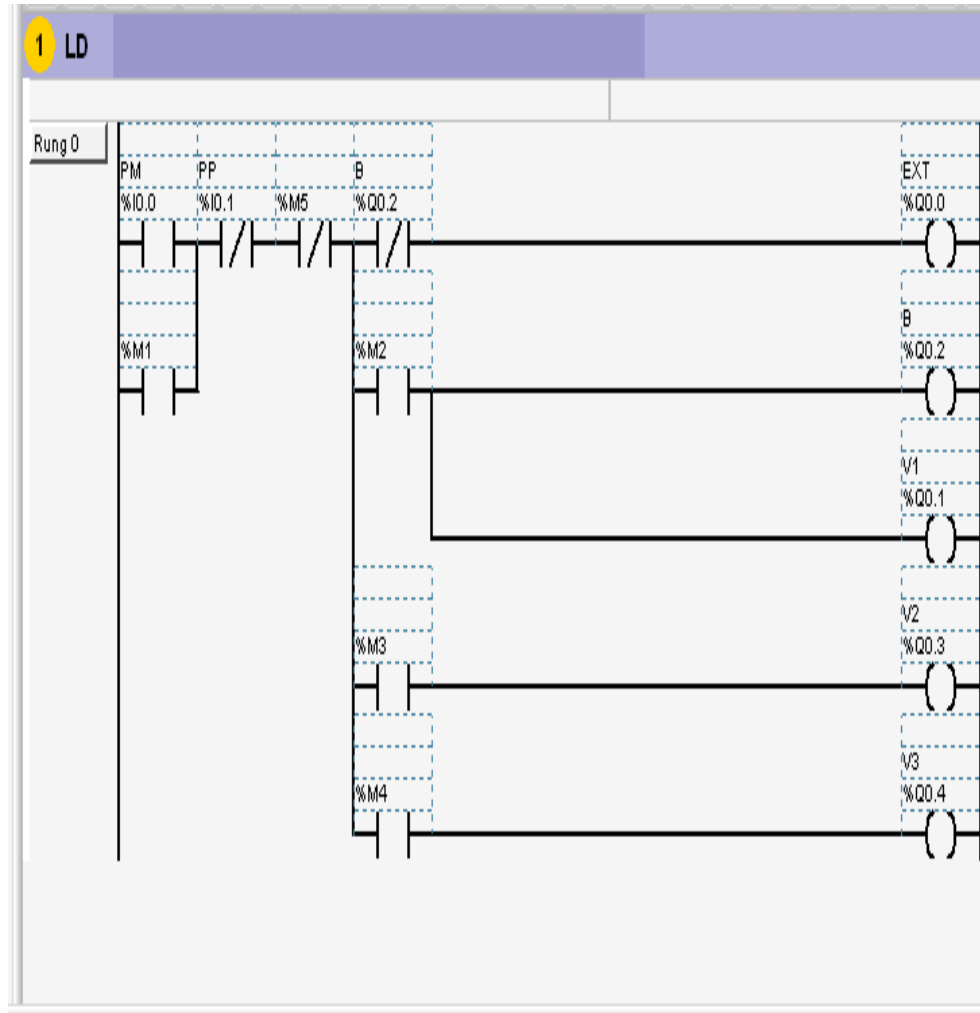 1 LD
Rung 0
PM PP B EXT
%I0.0 %I0.1 %M5 %Q0.2 %Q0.0
B
%M1 %M2 %Q0.2
V1
%Q0.1
V2
%M3 %Q0.3
V3
%M4 %Q0.4